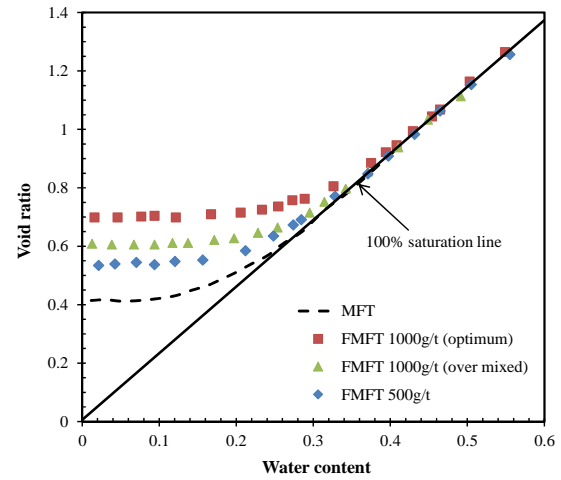 1.4
1.2
1
0.8
0.6
0.4
0.2
0
0 0.1 0.2 0.3 0.4 0.5 0.6
Void ratio
Water content
100% saturation line
MFT
FMFT 1000g/t (optimum)
FMFT 1000g/t (over mixed)
FMFT 500g/t